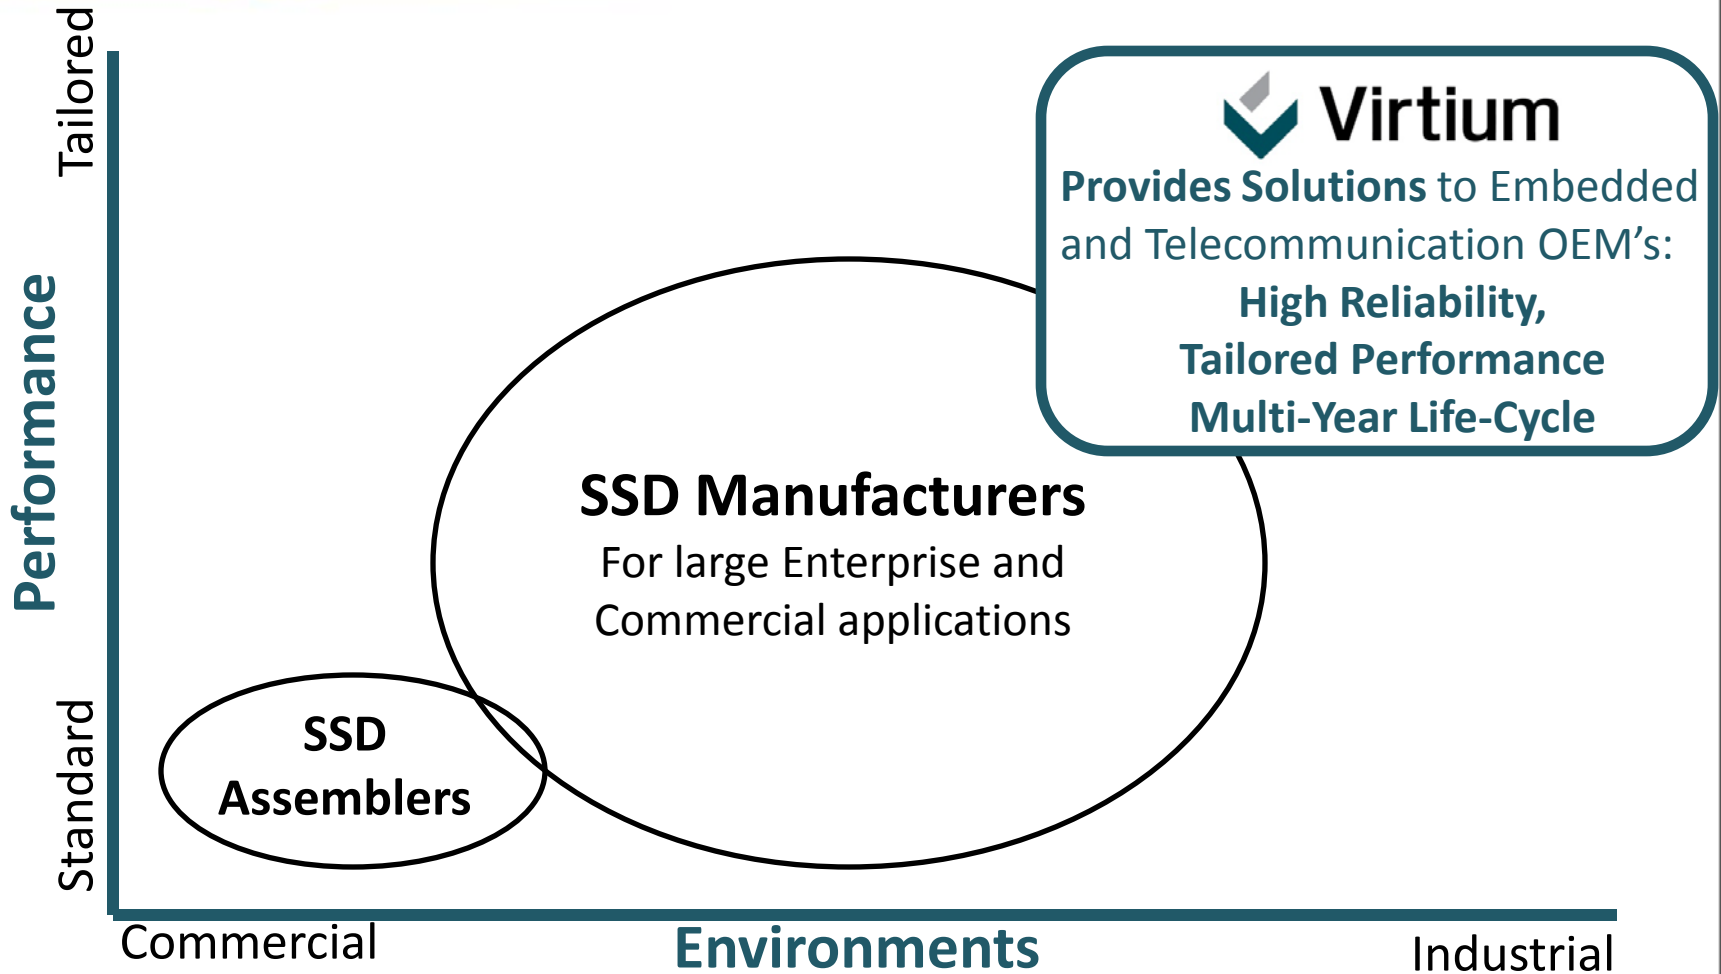 Tailored
Performance
Standard
Virtium
Provides Solutions to Embedded
and Telecommunication OEM’s:
High Reliability,
Tailored Performance
Multi-Year Life-Cycle
SSD Manufacturers
For large Enterprise and
Commercial applications
SSD
Assemblers
Commercial
Environments
Industrial